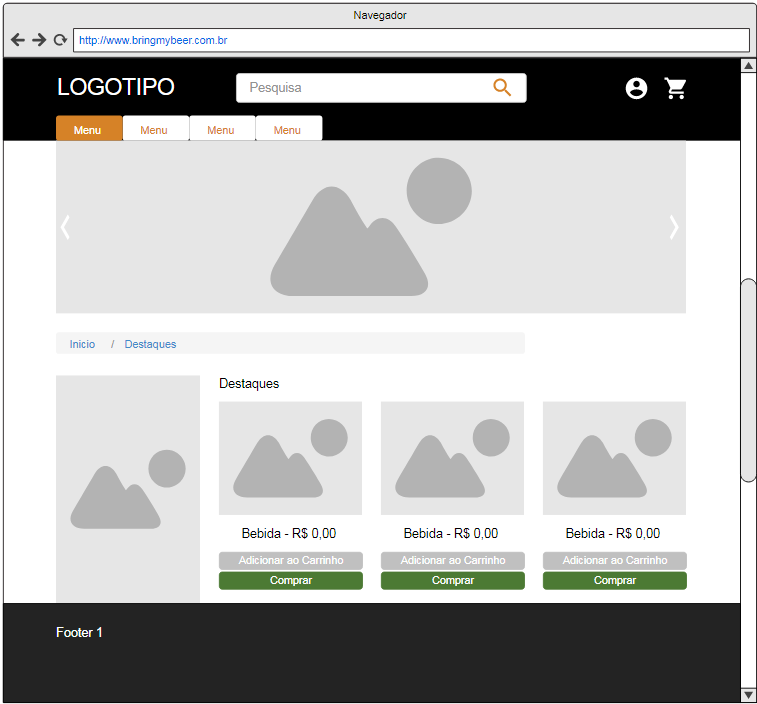 Navegador
http://www.bringmybeer.com.br
LOGOTIPO
Pesquisa
Menu Menu Menu Menu
Inicio / Destaques
Destaques
Bebida - R$ 0,00 Bebida - R$ 0,00 Bebida - R$ 0,00
Adicionar ao Carrinho Adicionar ao Carrinho Adicionar ao Carrinho
Comprar Comprar Comprar
Footer 1